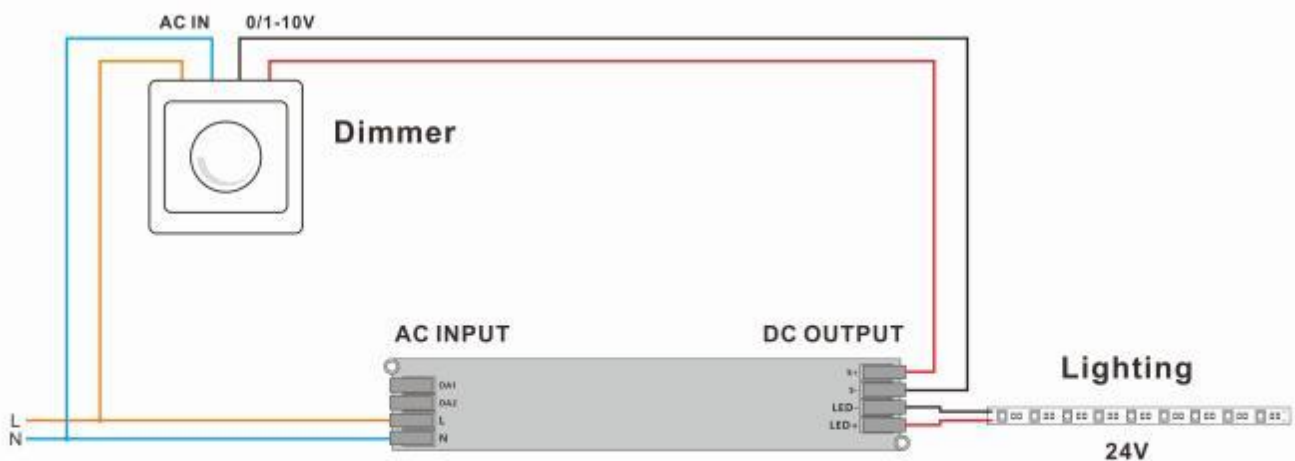 AC IN 0/1-10V
Dimmer
AC INPUT
DC OUTPUT
DA1
DA2
L
N
S+
S-
LED-
LED+
L
N
Lighting
24V